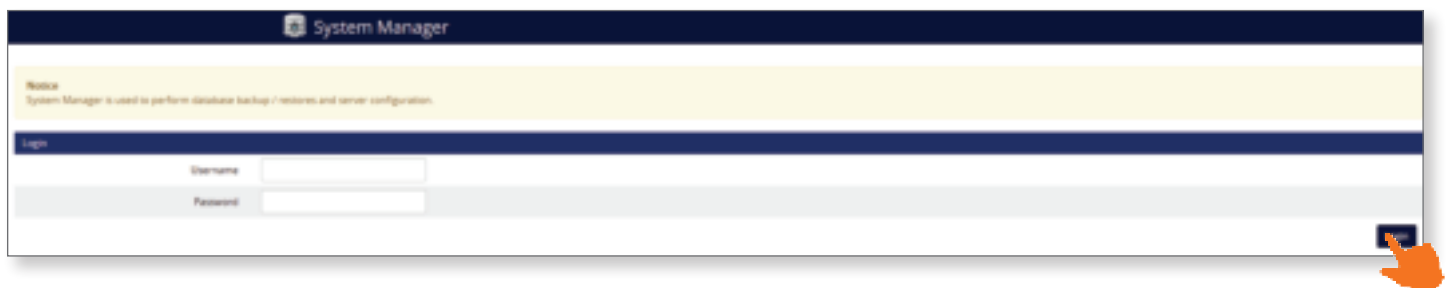 System Manager
Notice
System Manager is used to perform database backup / restores and server configuration.
Login
Username
Password